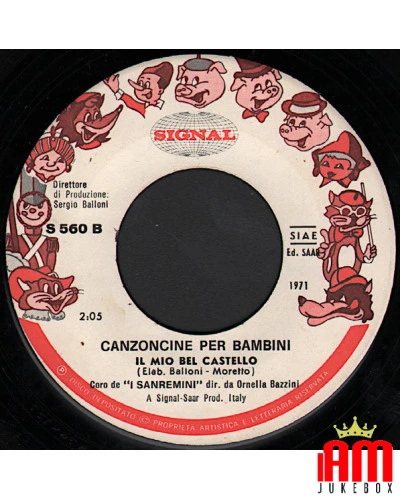 SIGNAL
Direttore
di Produzione:
Sergio Balloni
S 560 B
SIAE
Ed. SAAR
1971
2:05
CANZONCINE PER BAMBINI
IL MIO BEL CASTELLO
(Elab. Balloni - Moretto)
Coro de "I SANREMINI" dir. da Ornella Bazzini
A Signal-Saar Prod. Italy
DISCO DEPOSITATO Ⓟ PROPRIETÀ ARTISTICA E LETTERARIA RISERVATA
I AM
JUKEBOX